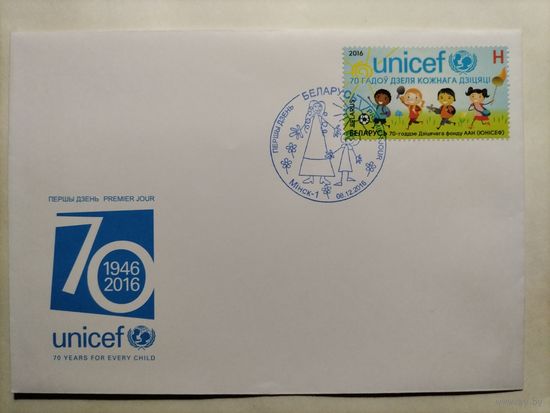 2016 unicef H
70 ГАДОЎ ДЗЕЛЯ КОЖНАГА ДЗІЦЯЦІ
БЕЛАРУСЬ 70-годдзе Дзіцячага фонду ААН (ЮНІСЕФ)
ПЕРШЫ ДЗЕНЬ БЕЛАРУСЬ JOUR
Мінск-1 08.12.2016
ПЕРШЫ ДЗЕНЬ PREMIER JOUR
70
1946
2016
unicef
70 YEARS FOR EVERY CHILD